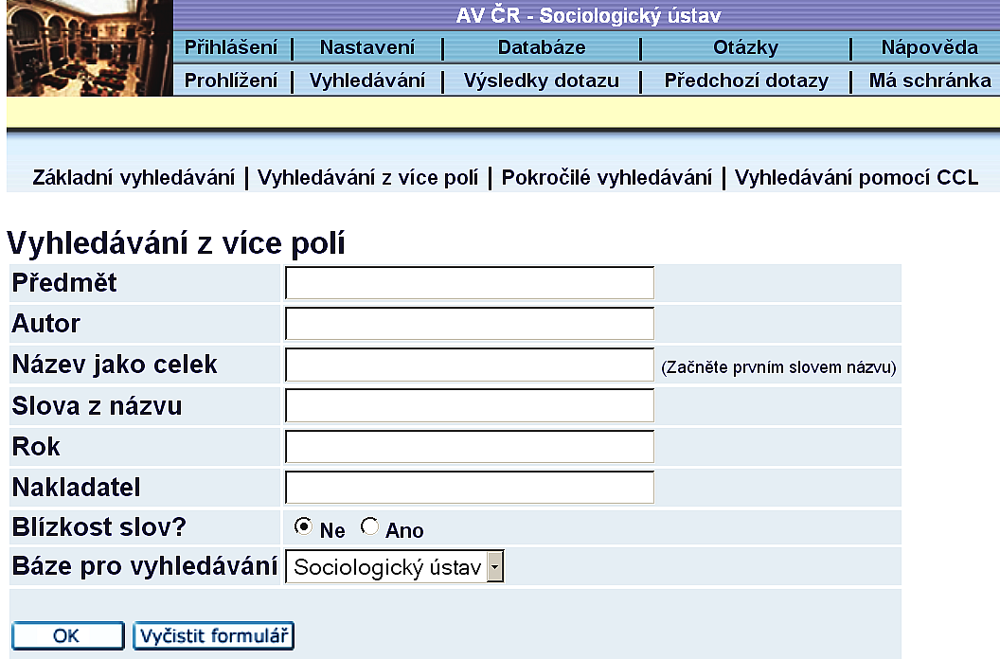 AV ČR - Sociologický ústav
Přihlášení | Nastavení | Databáze | Otázky | Nápověda
Prohlížení | Vyhledávání | Výsledky dotazu | Předchozí dotazy | Má schránka
Základní vyhledávání | Vyhledávání z více polí | Pokročilé vyhledávání | Vyhledávání pomocí CCL
Vyhledávání z více polí
Předmět
Autor
Název jako celek (Začněte prvním slovem názvu)
Slova z názvu
Rok
Nakladatel
Blízkost slov? Ne Ano
Báze pro vyhledávání Sociologický ústav
OK Vyčistit formulář